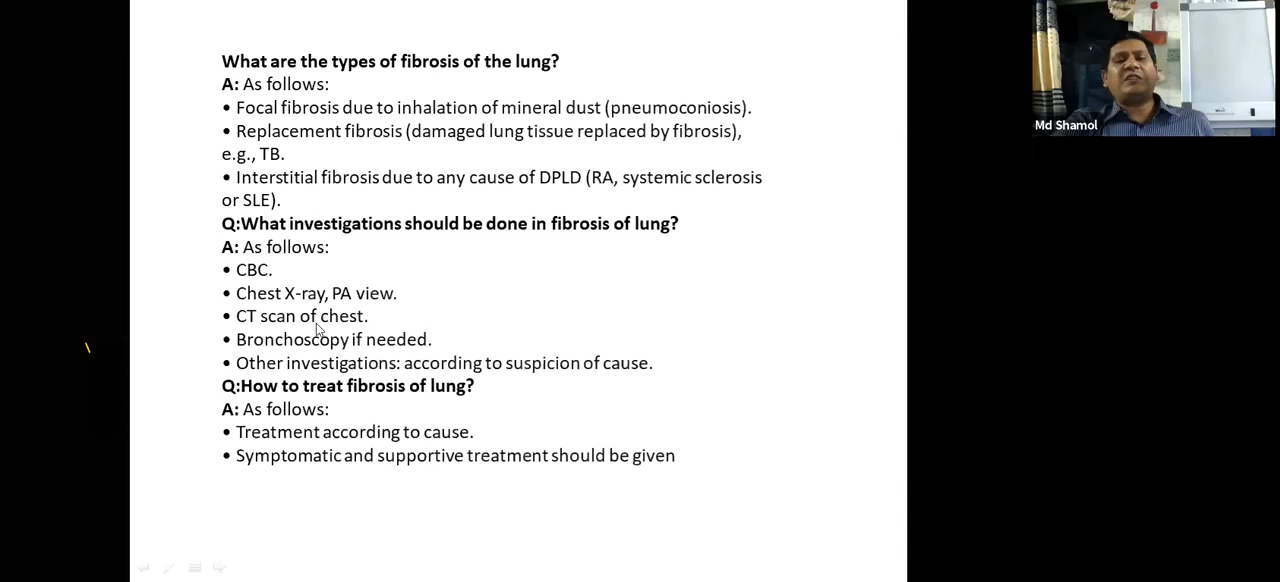 What are the types of fibrosis of the lung?
A: As follows:
• Focal fibrosis due to inhalation of mineral dust (pneumoconiosis).
• Replacement fibrosis (damaged lung tissue replaced by fibrosis),
e.g., TB.
• Interstitial fibrosis due to any cause of DPLD (RA, systemic sclerosis
or SLE).
Q:What investigations should be done in fibrosis of lung?
A: As follows:
• CBC.
• Chest X-ray, PA view.
• CT scan of chest.
• Bronchoscopy if needed.
• Other investigations: according to suspicion of cause.
Q:How to treat fibrosis of lung?
A: As follows:
• Treatment according to cause.
• Symptomatic and supportive treatment should be given
Md Shamol